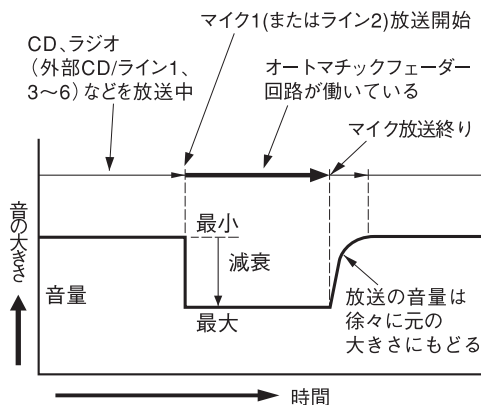 マイク1(またはライン2)放送開始
CD、ラジオ
（外部CD/ライン1、
3〜6）などを放送中
オートマチックフェーダー
回路が働いている
マイク放送終り
音の大きさ
最小
減衰
音量
最大
放送の音量は
徐々に元の
大きさにもどる
時間